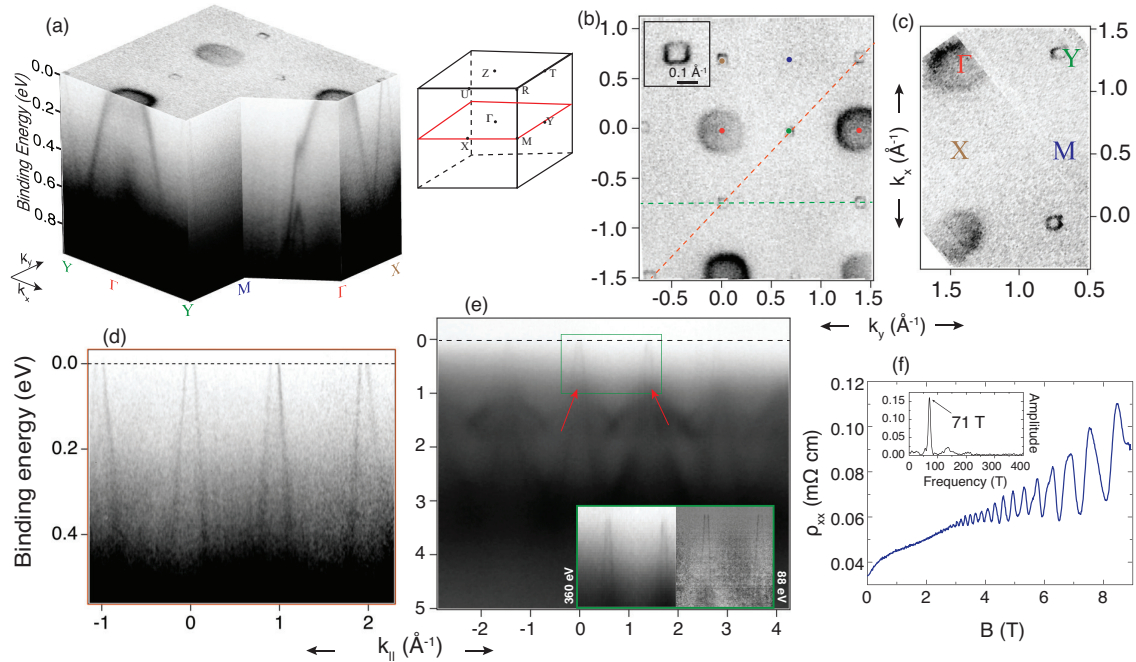 (a)
Binding Energy (eV)
0.0
0.2
0.4
0.6
0.8
k_y
k_x
Y
Γ
Y
M
Γ
X
Z
T
U
R
Γ
Y
X
M
(b)
1.0
0.5
0.0
-0.5
-1.0
-1.5
0.1 Å⁻¹
-0.5
0.0
0.5
1.0
1.5
(c)
Γ
Y
X
M
k_x (Å⁻¹)
1.5
1.0
0.5
0.0
1.5
1.0
0.5
k_y (Å⁻¹)
(d)
Binding energy (eV)
0.0
0.2
0.4
-1
0
1
2
(e)
0
1
2
3
4
5
360 eV
88 eV
-2
-1
0
1
2
3
4
k_|| (Å⁻¹)
(f)
ρ_xx (mΩ cm)
0.12
0.10
0.08
0.06
0.04
0.15
0.10
0.05
0.00
71 T
Amplitude
0 100 200 300 400
Frequency (T)
0 2 4 6 8
B (T)